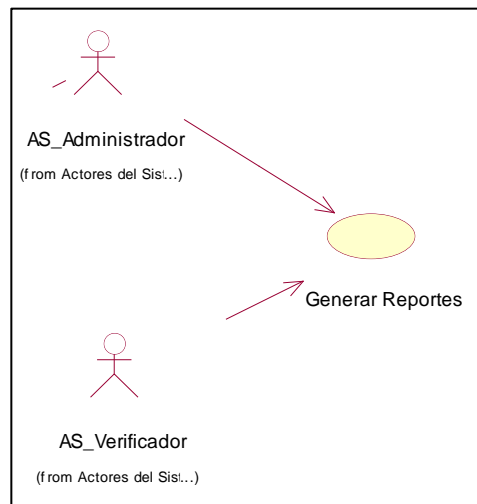 AS_Administrador
(from Actores del Sist...)
Generar Reportes
AS_Verificador
(from Actores del Sist...)